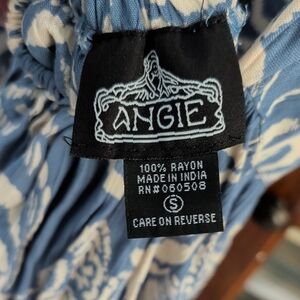 ANGIE
100% RAYON
MADE IN INDIA
RN#060508
S
CARE ON REVERSE